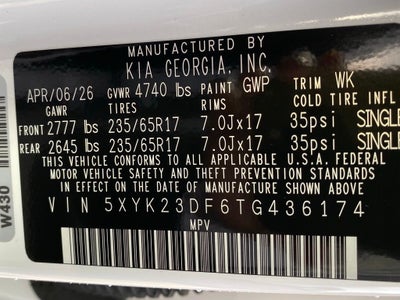 MANUFACTURED BY
KIA GEORGIA, INC.
APR/06/26 GVWR 4740 lbs PAINT GWP TRIM WK
GAWR TIRES RIMS COLD TIRE INFL
FRONT 2777 lbs 235/65R17 7.0Jx17 35psi SINGLE
REAR 2645 lbs 235/65R17 7.0Jx17 35psi SINGLE
THIS VEHICLE CONFORMS TO ALL APPLICABLE U.S.A. FEDERAL
MOTOR VEHICLE SAFETY AND THEFT PREVENTION STANDARDS
IN EFFECT ON THE DATE OF MANUFACTURE SHOWN ABOVE.
VIN 5XYK23DF6TG436174
MPV
W430